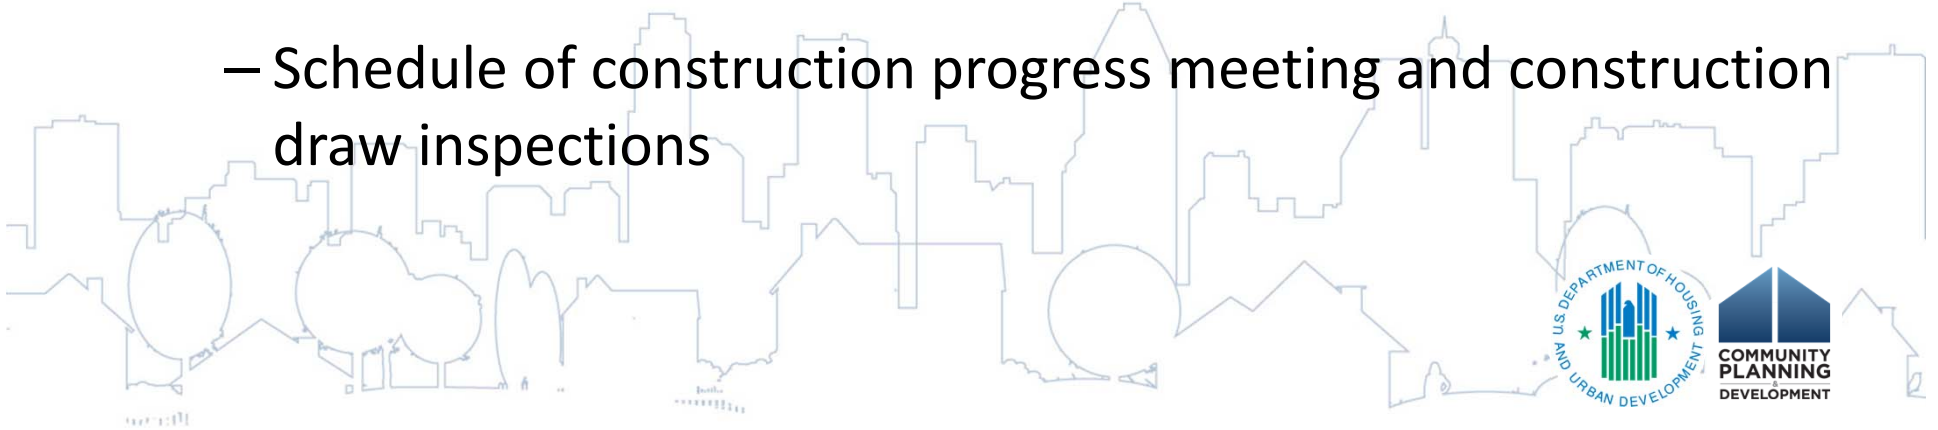 – Schedule of construction progress meeting and construction
draw inspections
U.S. DEPARTMENT OF HOUSING
AND URBAN DEVELOPMENT
COMMUNITY
PLANNING
&
DEVELOPMENT